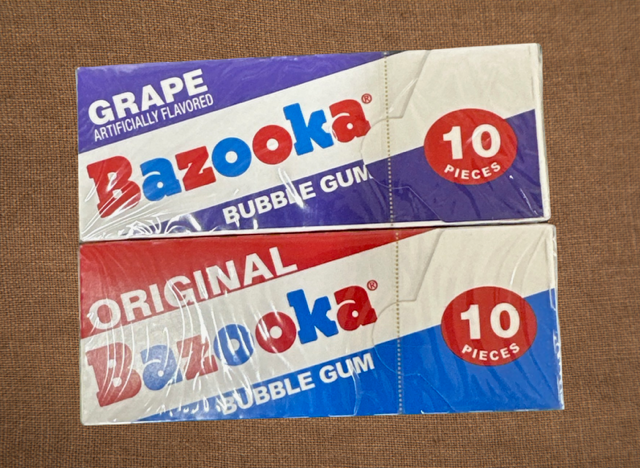 GRAPE
ARTIFICIALLY FLAVORED
Bazooka®
BUBBLE GUM
10
PIECES
ORIGINAL
Bazooka®
BUBBLE GUM
10
PIECES